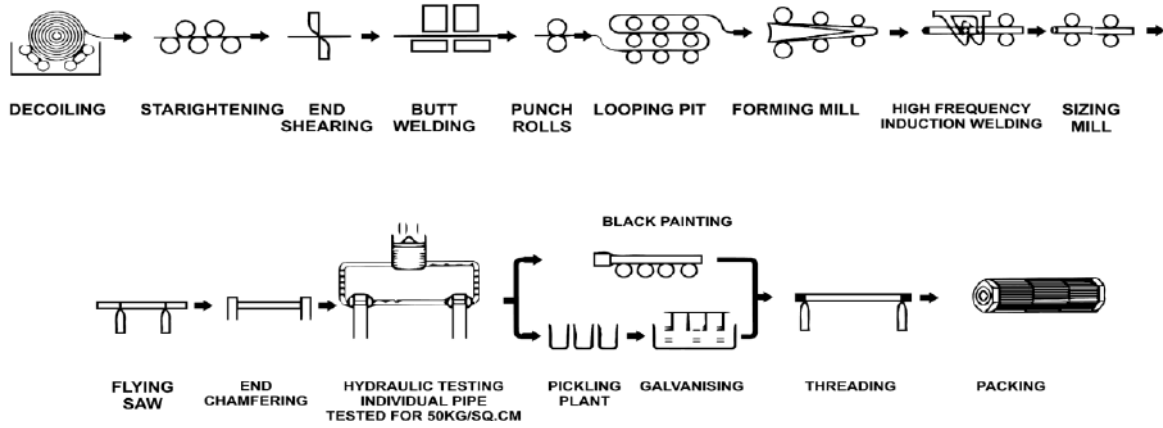 DECOILING
STARIGHTENING
END
SHEARING
BUTT
WELDING
PUNCH
ROLLS
LOOPING PIT
FORMING MILL
HIGH FREQUENCY
INDUCTION WELDING
SIZING
MILL
BLACK PAINTING
FLYING
SAW
END
CHAMFERING
HYDRAULIC TESTING
INDIVIDUAL PIPE
TESTED FOR 50KG/SQ.CM
PICKLING
PLANT
GALVANISING
THREADING
PACKING